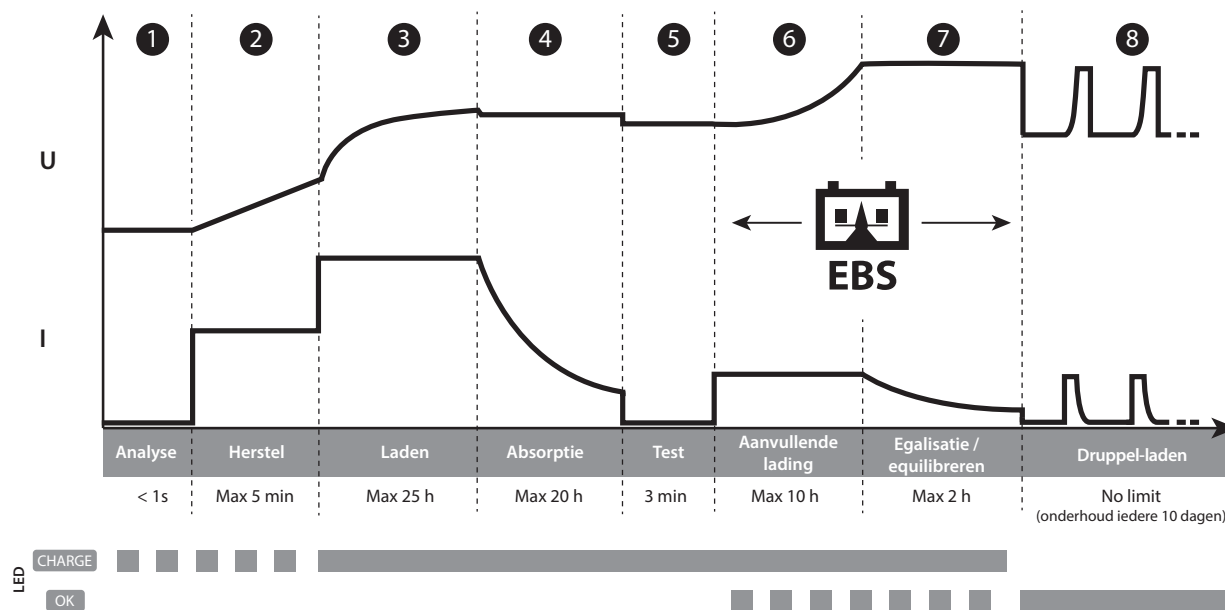 1 2 3 4 5 6 7 8
U
EBS
I
Analyse Herstel Laden Absorptie Test Aanvullende lading Egalisatie / equilibreren Druppel-laden
< 1s Max 5 min Max 25 h Max 20 h 3 min Max 10 h Max 2 h No limit
(onderhoud iedere 10 dagen)
LED
CHARGE
OK